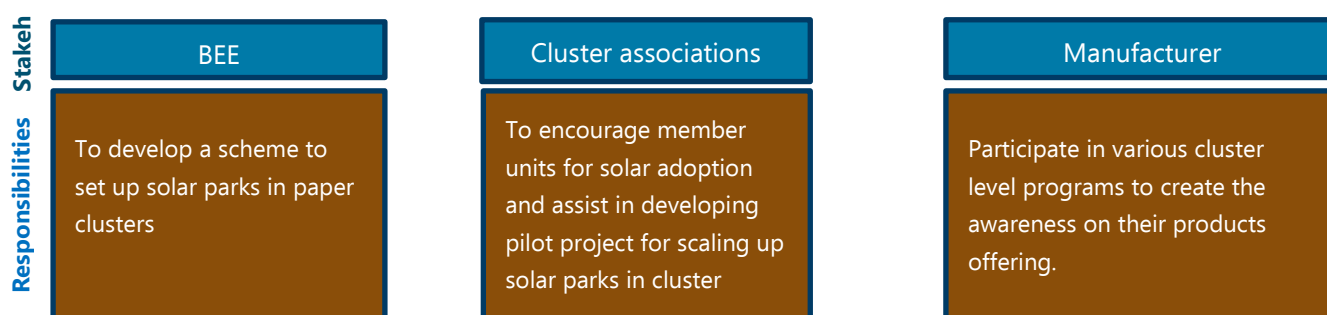 Stakeh
BEE
Cluster associations
Manufacturer
Responsibilities
To develop a scheme to
set up solar parks in paper
clusters
To encourage member
units for solar adoption
and assist in developing
pilot project for scaling up
solar parks in cluster
Participate in various cluster
level programs to create the
awareness on their products
offering.